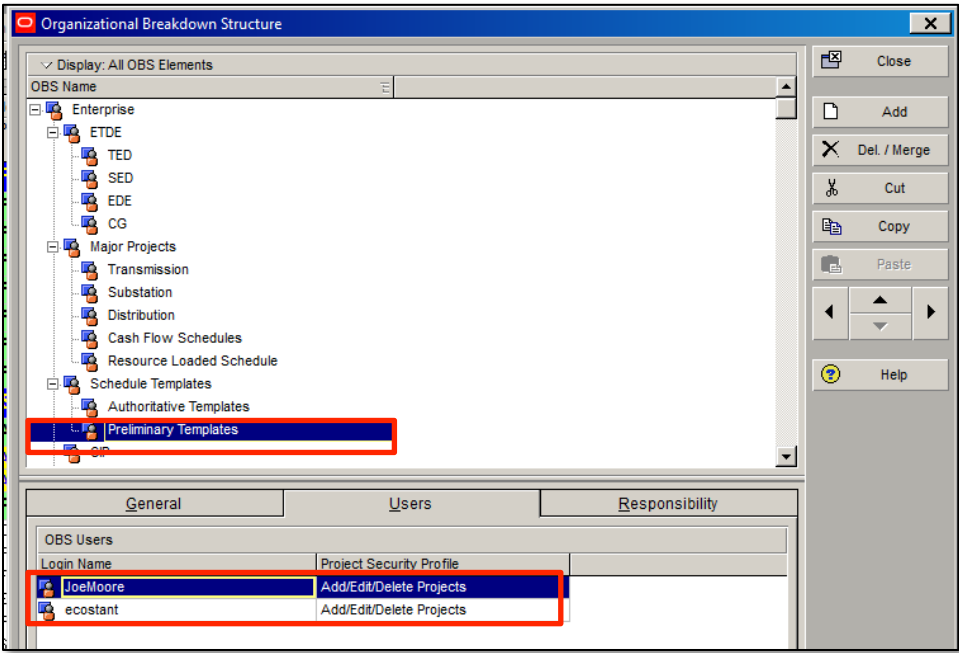 Organizational Breakdown Structure
Display: All OBS Elements
OBS Name
Enterprise
ETDE
TED
SED
EDE
CG
Major Projects
Transmission
Substation
Distribution
Cash Flow Schedules
Resource Loaded Schedule
Schedule Templates
Authoritative Templates
Preliminary Templates
Close
Add
Del. / Merge
Cut
Copy
Paste
Help
General Users Responsibility
OBS Users
Login Name Project Security Profile
JoeMoore Add/Edit/Delete Projects
ecostant Add/Edit/Delete Projects